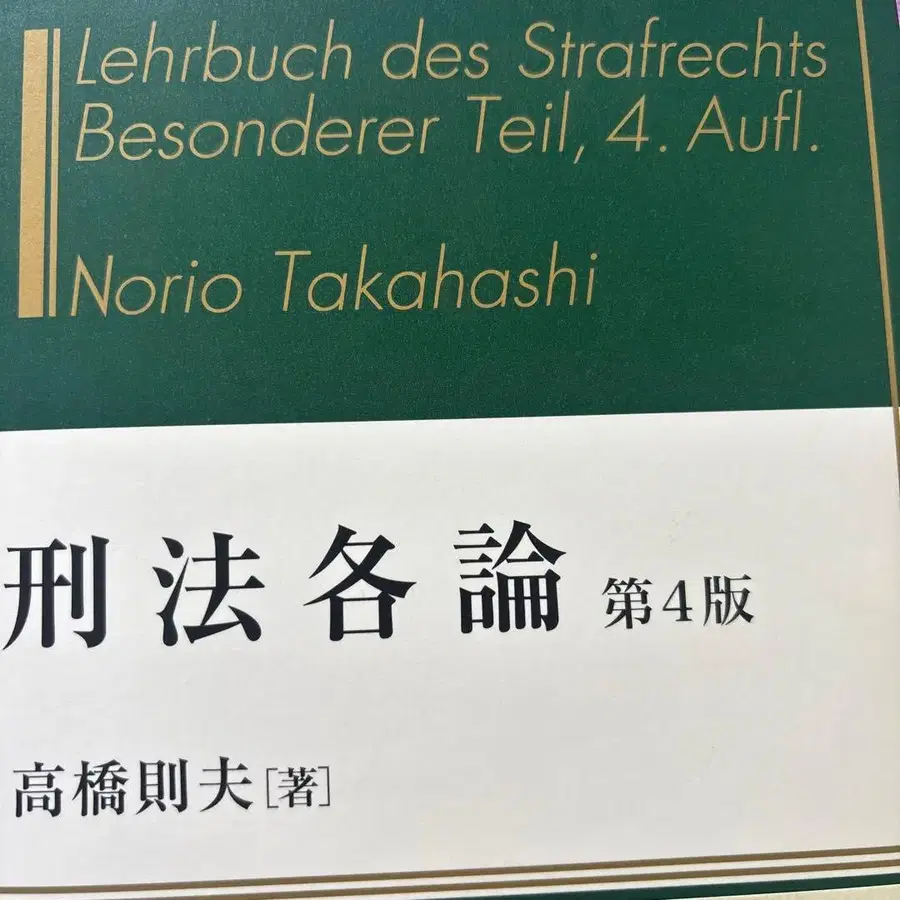 Lehrbuch des Strafrechts
Besonderer Teil, 4. Aufl.
Norio Takahashi
刑法各論 第4版
高橋則夫[著]